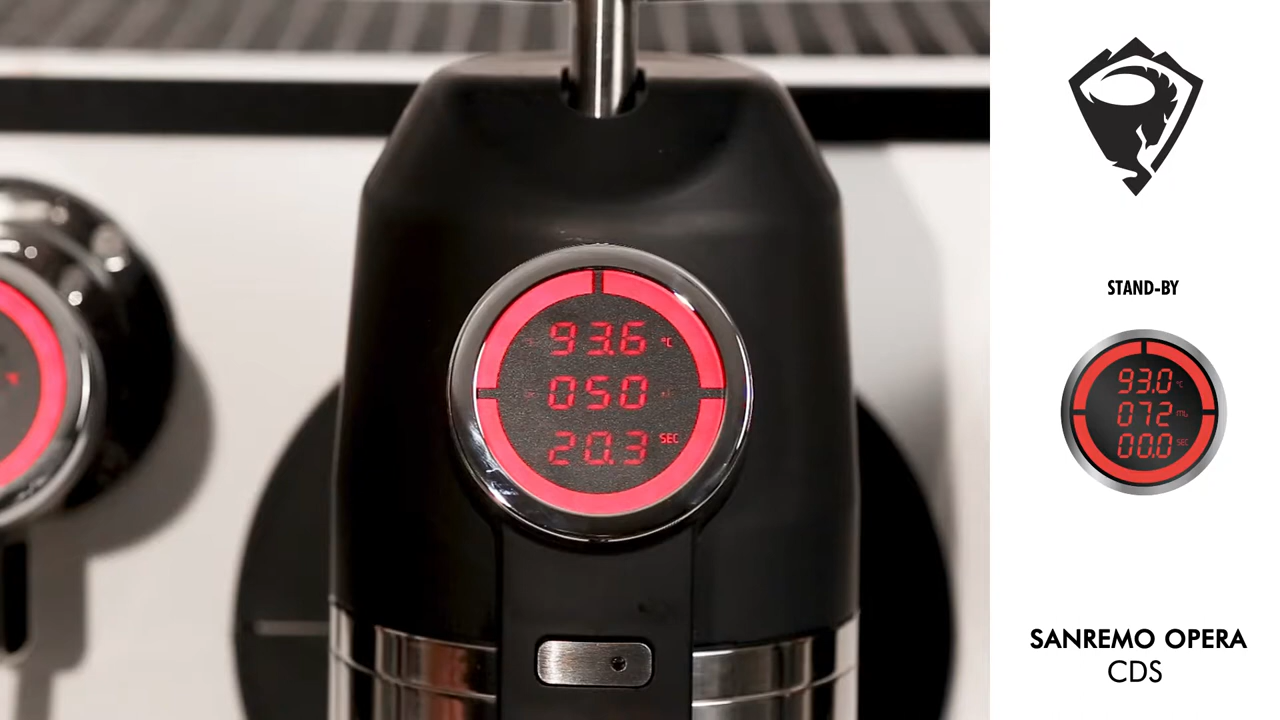 93.6 °C
050
20.3 SEC
STAND-BY
93.0 °C
072 mL
00.0 SEC
SANREMO OPERA
CDS